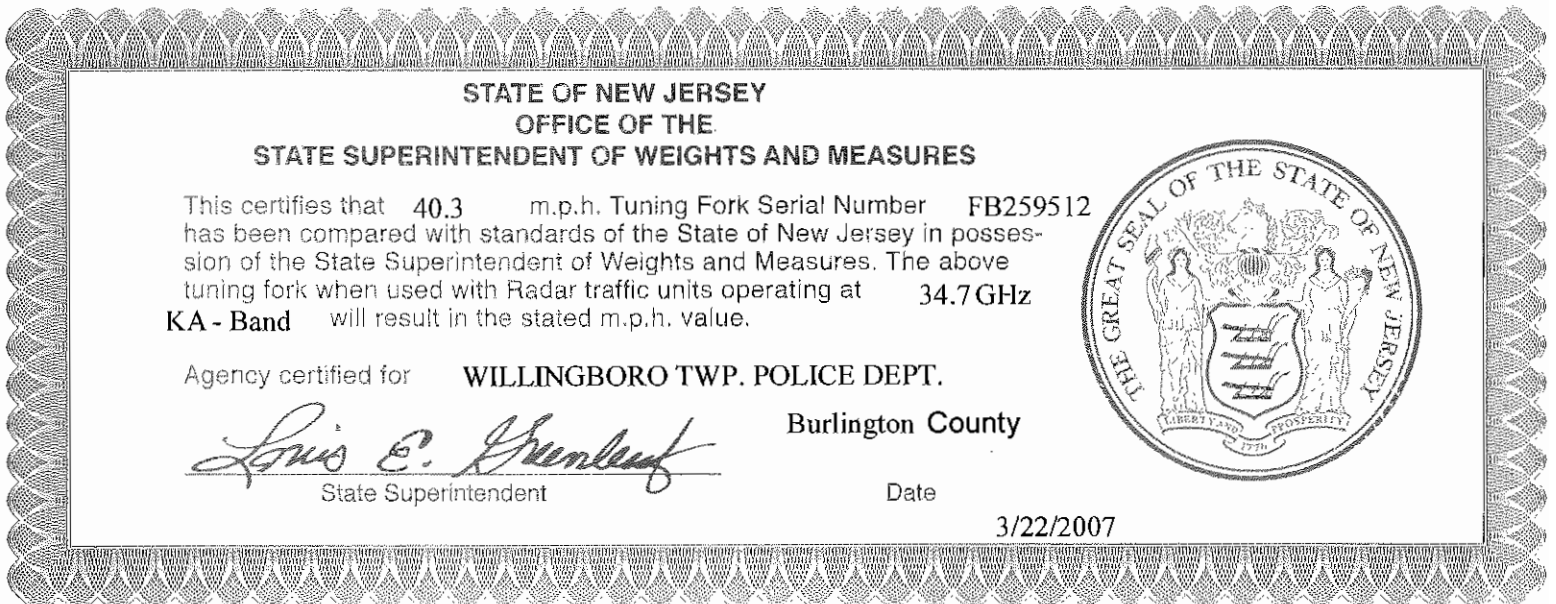 STATE OF NEW JERSEY
OFFICE OF THE
STATE SUPERINTENDENT OF WEIGHTS AND MEASURES
This certifies that 40.3 m.p.h. Tuning Fork Serial Number FB259512
has been compared with standards of the State of New Jersey in posses-
sion of the State Superintendent of Weights and Measures. The above
tuning fork when used with Radar traffic units operating at 34.7 GHz
KA - Band will result in the stated m.p.h. value.
Agency certified for WILLINGBORO TWP. POLICE DEPT.
Burlington County
Louis E. Greenleaf
State Superintendent
Date
3/22/2007
THE GREAT SEAL OF THE STATE OF NEW JERSEY
LIBERTY AND PROSPERITY
1776